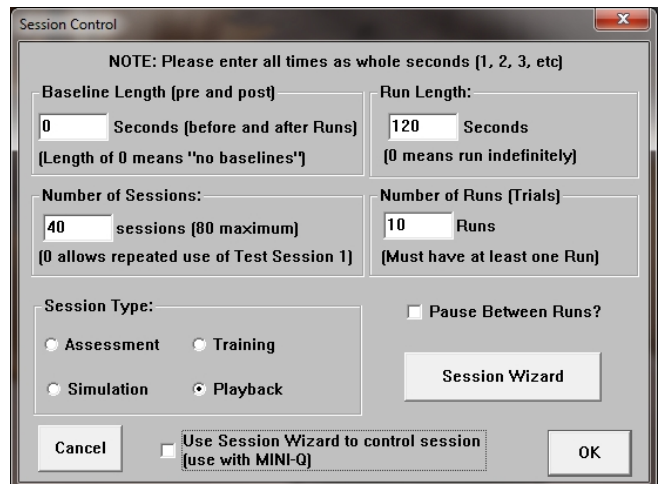 Session Control
NOTE: Please enter all times as whole seconds (1, 2, 3, etc)
Baseline Length (pre and post)
0 Seconds (before and after Runs)
(Length of 0 means "no baselines")
Run Length:
120 Seconds
(0 means run indefinitely)
Number of Sessions:
40 sessions (80 maximum)
(0 allows repeated use of Test Session 1)
Number of Runs (Trials)
10 Runs
(Must have at least one Run)
Session Type:
Assessment Training
Simulation Playback
Pause Between Runs?
Session Wizard
Cancel
Use Session Wizard to control session
(use with MINI-Q)
OK